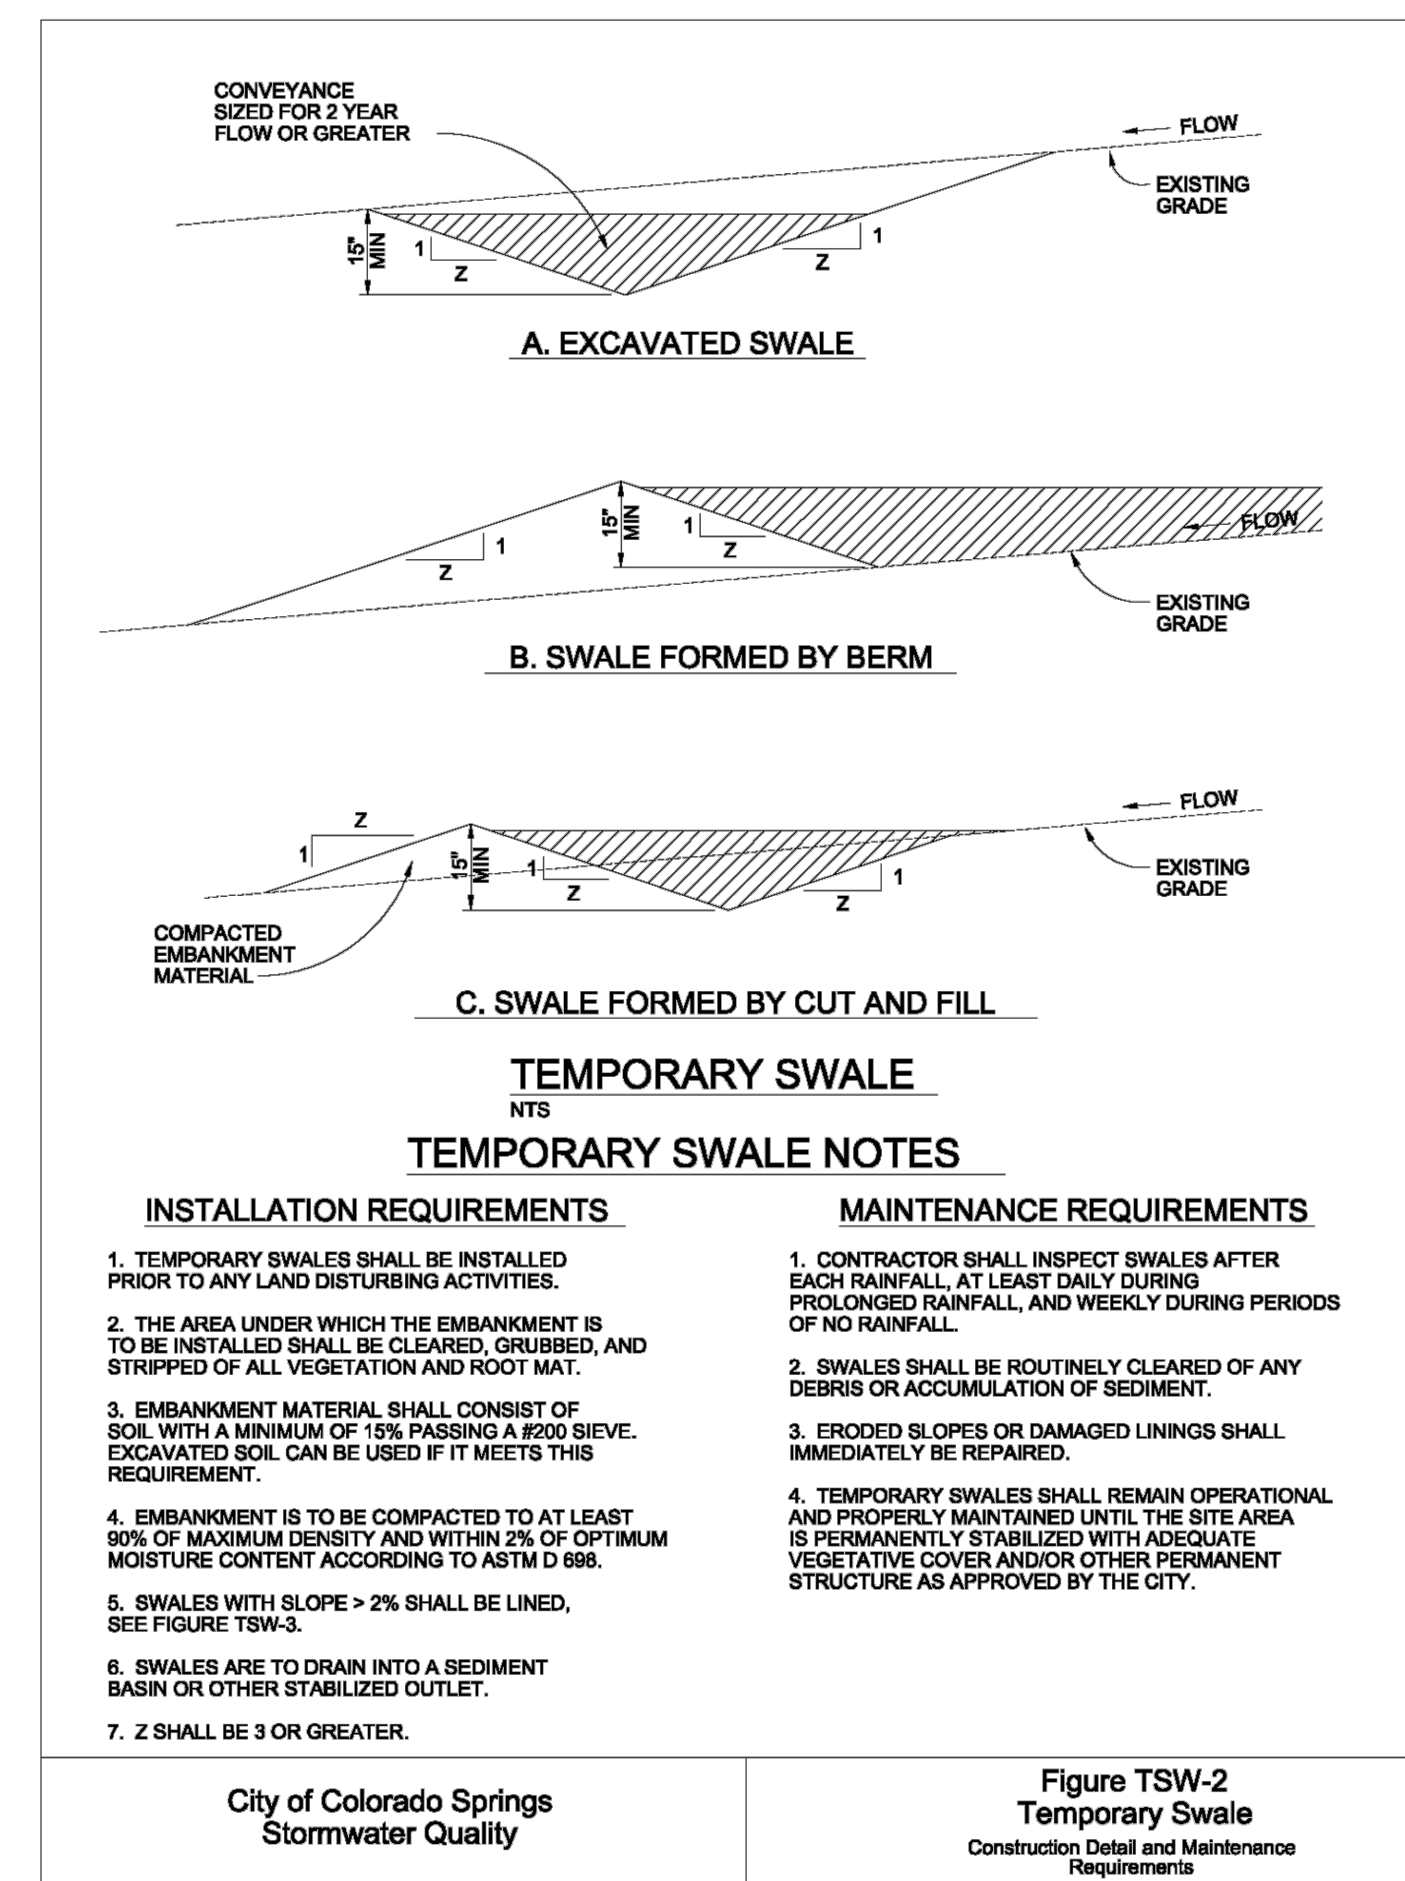 CONVEYANCE
SIZED FOR 2 YEAR
FLOW OR GREATER
FLOW
EXISTING
GRADE
15"
MIN
1
Z
1
Z
A. EXCAVATED SWALE
15"
MIN
1
Z
1
Z
FLOW
EXISTING
GRADE
B. SWALE FORMED BY BERM
Z
1
15"
MIN
1
Z
1
Z
FLOW
EXISTING
GRADE
COMPACTED
EMBANKMENT
MATERIAL
C. SWALE FORMED BY CUT AND FILL
TEMPORARY SWALE
NTS
TEMPORARY SWALE NOTES
INSTALLATION REQUIREMENTS
1. TEMPORARY SWALES SHALL BE INSTALLED
PRIOR TO ANY LAND DISTURBING ACTIVITIES.
2. THE AREA UNDER WHICH THE EMBANKMENT IS
TO BE INSTALLED SHALL BE CLEARED, GRUBBED, AND
STRIPPED OF ALL VEGETATION AND ROOT MAT.
3. EMBANKMENT MATERIAL SHALL CONSIST OF
SOIL WITH A MINIMUM OF 15% PASSING A #200 SIEVE.
EXCAVATED SOIL CAN BE USED IF IT MEETS THIS
REQUIREMENT.
4. EMBANKMENT IS TO BE COMPACTED TO AT LEAST
90% OF MAXIMUM DENSITY AND WITHIN 2% OF OPTIMUM
MOISTURE CONTENT ACCORDING TO ASTM D 698.
5. SWALES WITH SLOPE > 2% SHALL BE LINED,
SEE FIGURE TSW-3.
6. SWALES ARE TO DRAIN INTO A SEDIMENT
BASIN OR OTHER STABILIZED OUTLET.
7. Z SHALL BE 3 OR GREATER.
MAINTENANCE REQUIREMENTS
1. CONTRACTOR SHALL INSPECT SWALES AFTER
EACH RAINFALL, AT LEAST DAILY DURING
PROLONGED RAINFALL, AND WEEKLY DURING PERIODS
OF NO RAINFALL.
2. SWALES SHALL BE ROUTINELY CLEARED OF ANY
DEBRIS OR ACCUMULATION OF SEDIMENT.
3. ERODED SLOPES OR DAMAGED LININGS SHALL
IMMEDIATELY BE REPAIRED.
4. TEMPORARY SWALES SHALL REMAIN OPERATIONAL
AND PROPERLY MAINTAINED UNTIL THE SITE AREA
IS PERMANENTLY STABILIZED WITH ADEQUATE
VEGETATIVE COVER AND/OR OTHER PERMANENT
STRUCTURE AS APPROVED BY THE CITY.
City of Colorado Springs
Stormwater Quality
Figure TSW-2
Temporary Swale
Construction Detail and Maintenance
Requirements